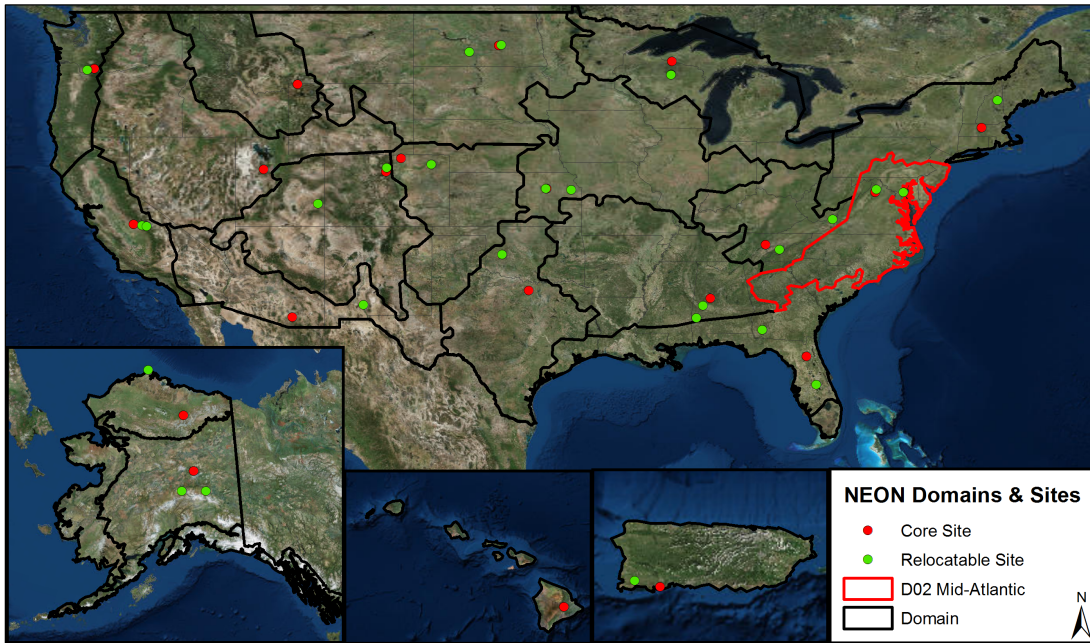 NEON Domains & Sites
Core Site
Relocatable Site
D02 Mid-Atlantic
Domain
N